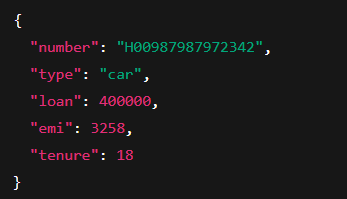 {
"number": "H00987987972342",
"type": "car",
"loan": 400000,
"emi": 3258,
"tenure": 18
}